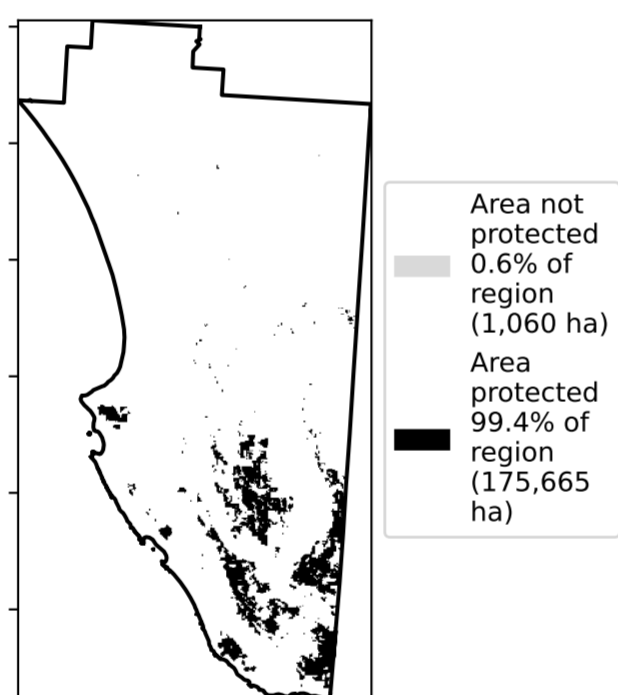 Area not
protected
0.6% of
region
(1,060 ha)
Area
protected
99.4% of
region
(175,665
ha)